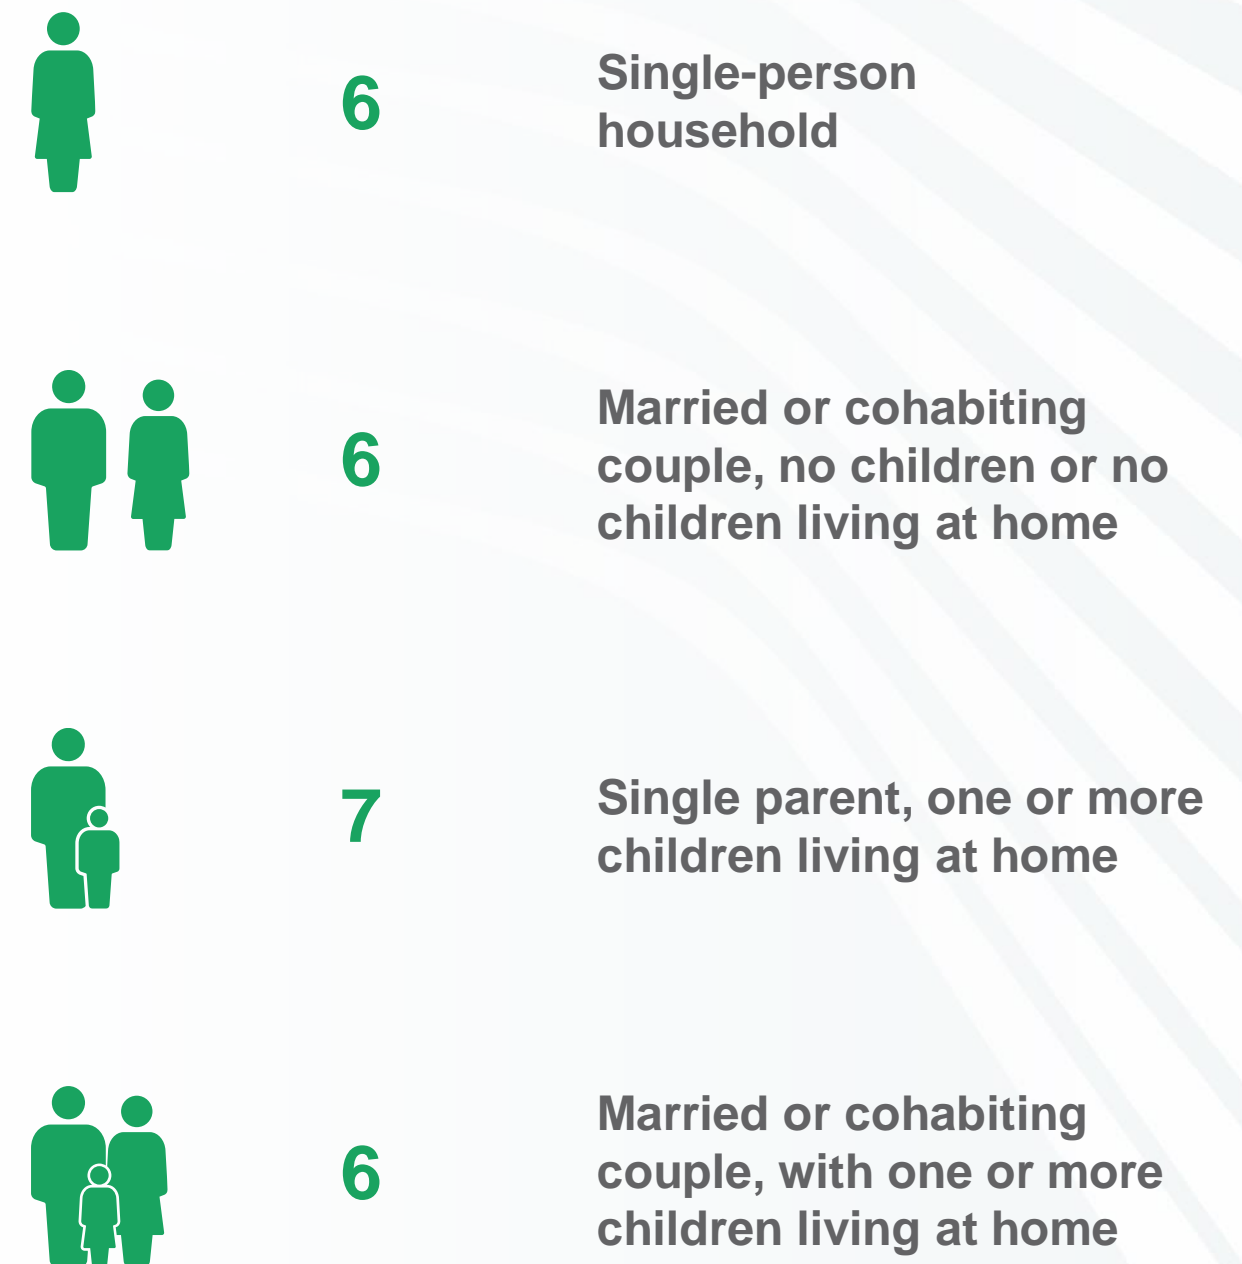 6
Single-person
household
6
Married or cohabiting
couple, no children or no
children living at home
7
Single parent, one or more
children living at home
6
Married or cohabiting
couple, with one or more
children living at home